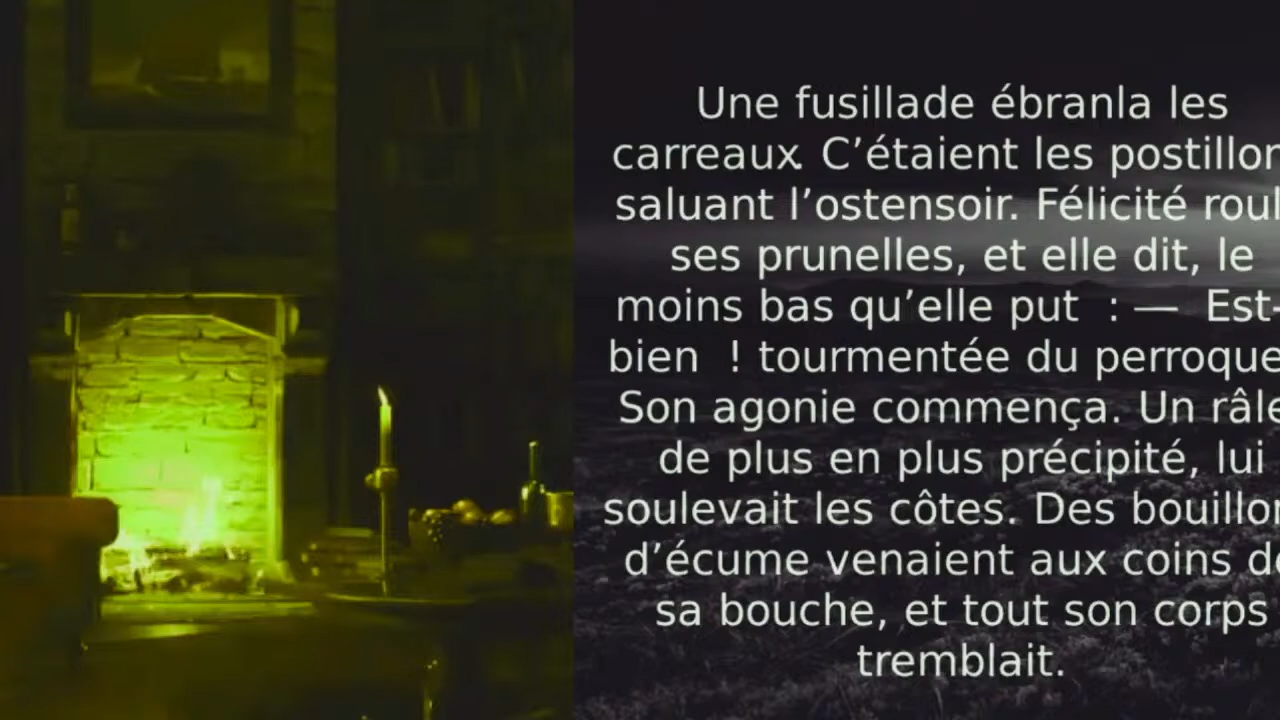 Une fusillade ébranla les
carreaux. C’étaient les postillon
saluant l’ostensoir. Félicité roul
ses prunelles, et elle dit, le
moins bas qu’elle put : — Est-
bien ! tourmentée du perroque
Son agonie commença. Un râle
de plus en plus précipité, lui
soulevait les côtes. Des bouillon
d’écume venaient aux coins de
sa bouche, et tout son corps
tremblait.